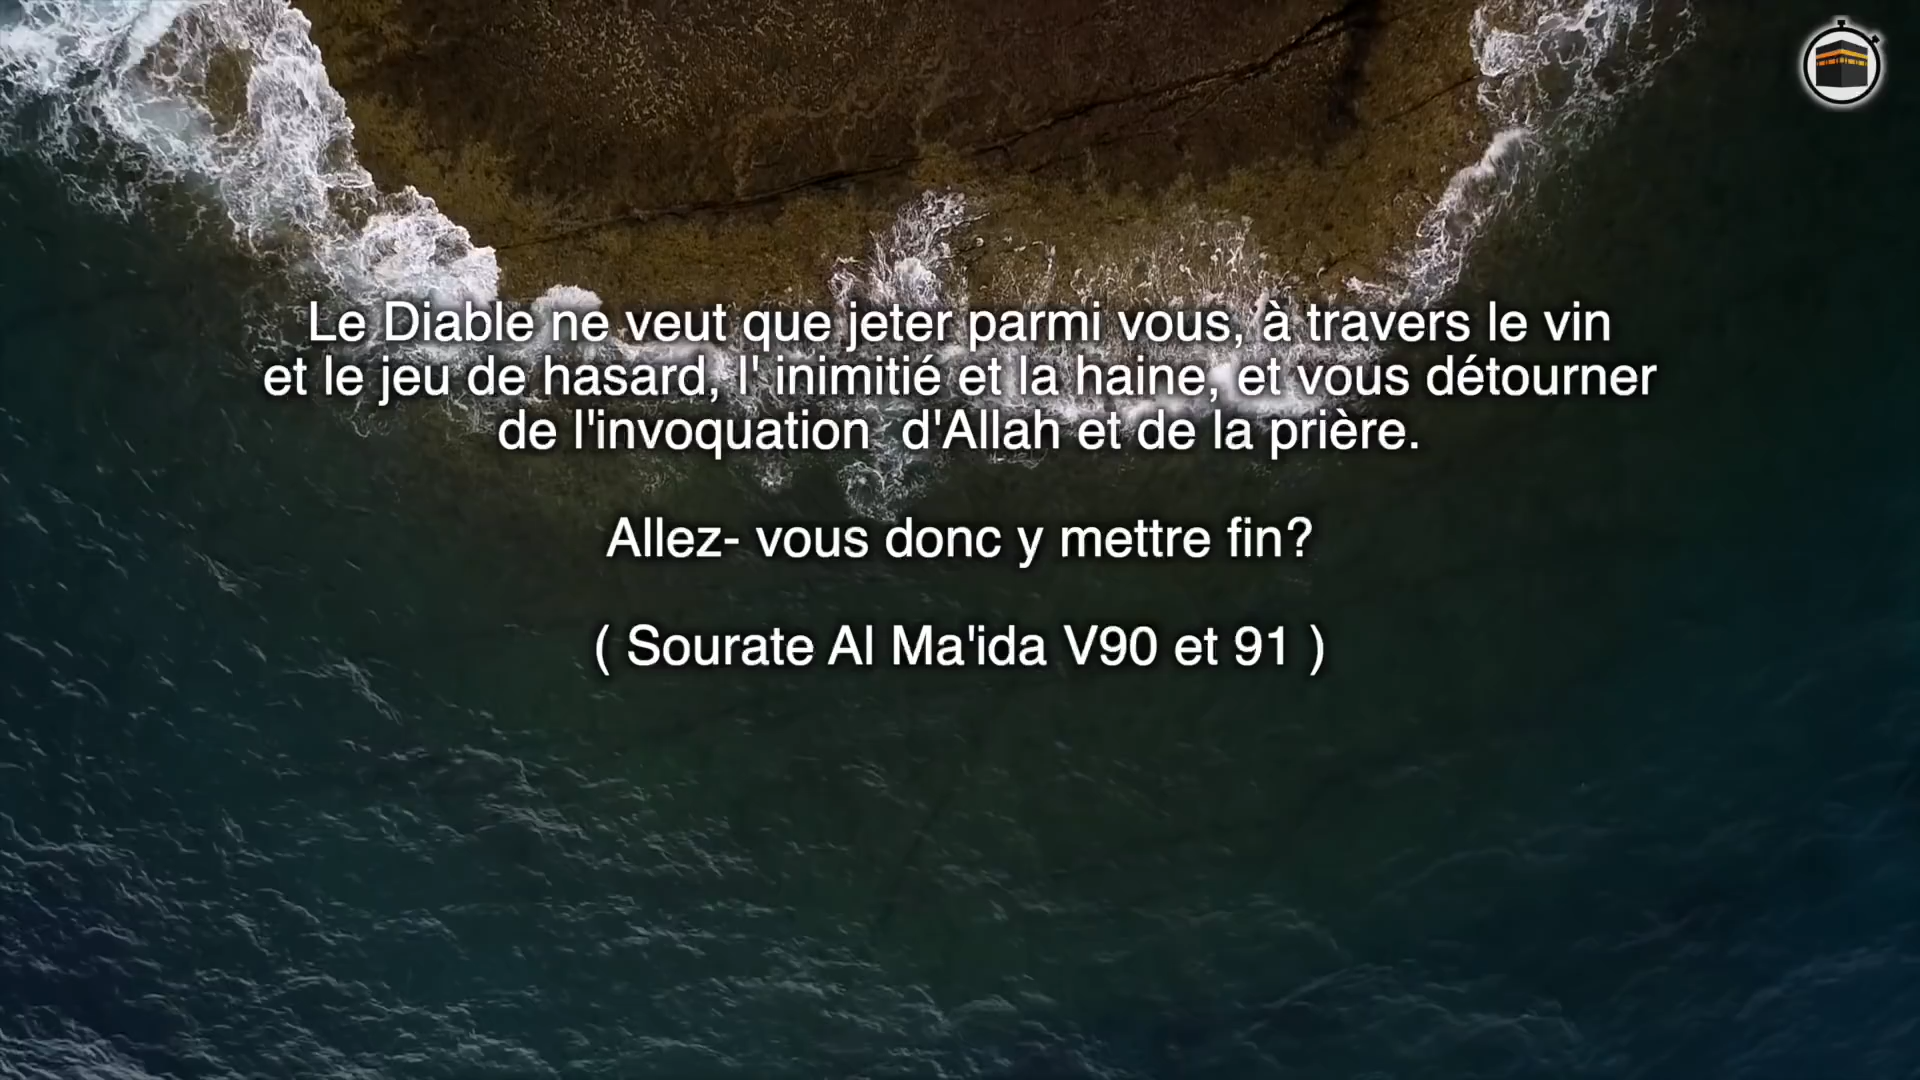 Le Diable ne veut que jeter parmi vous, à travers le vin
et le jeu de hasard, l' inimitié et la haine, et vous détourner
de l'invoquation  d'Allah et de la prière.
Allez- vous donc y mettre fin?
( Sourate Al Ma'ida V90 et 91 )